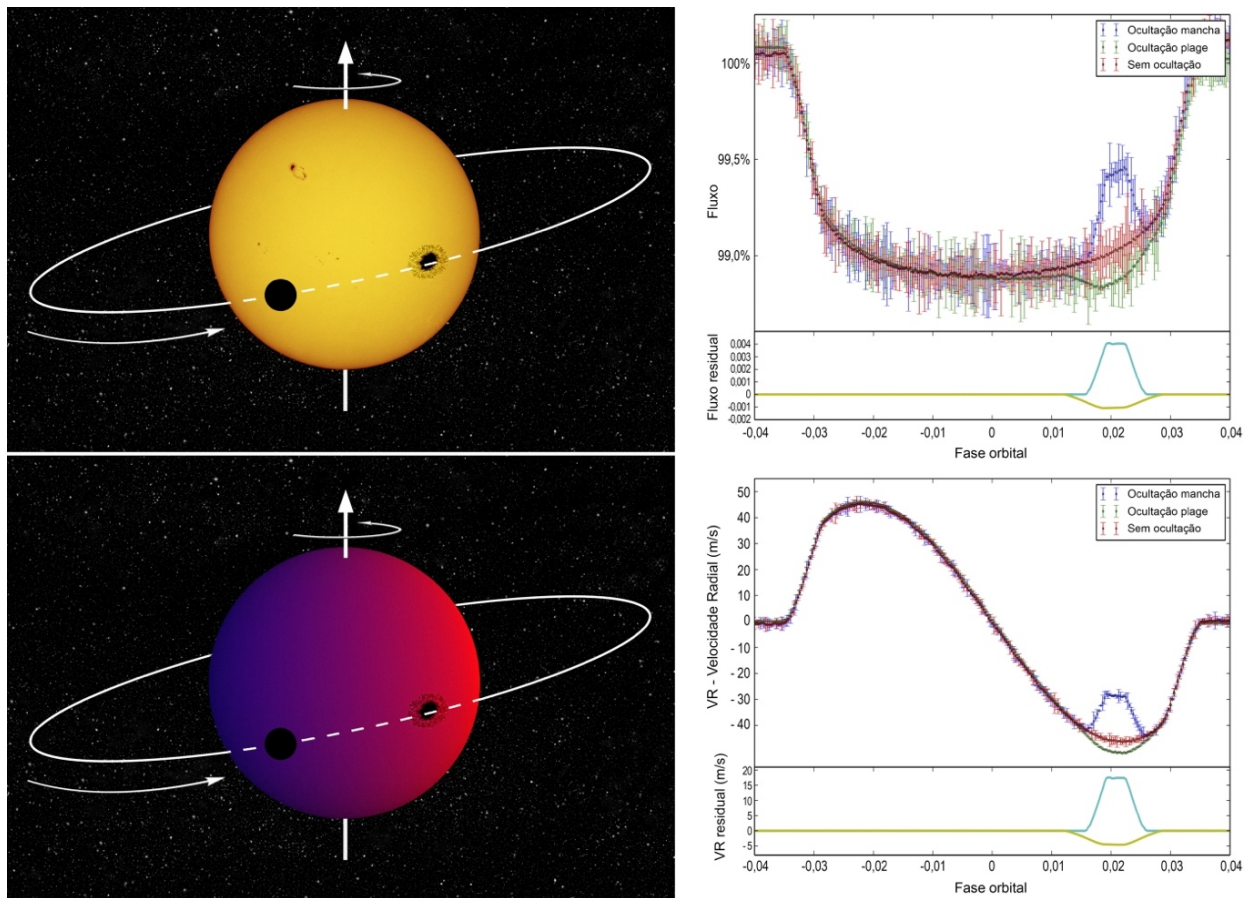 Ocultação mancha
Ocultação plage
Sem ocultação
100%
99,5%
99,0%
Fluxo
0,004
0,003
0,002
0,001
0
-0,001
-0,002
Fluxo residual
-0,04 -0,03 -0,02 -0,01 0 0,01 0,02 0,03 0,04
Fase orbital
Ocultação mancha
Ocultação plage
Sem ocultação
50
40
30
20
10
0
- 10
- 20
- 30
- 40
VR - Velocidade Radial (m/s)
20
15
10
5
0
- 5
VR residual (m/s)
-0,04 -0,03 -0,02 -0,01 0 0,01 0,02 0,03 0,04
Fase orbital